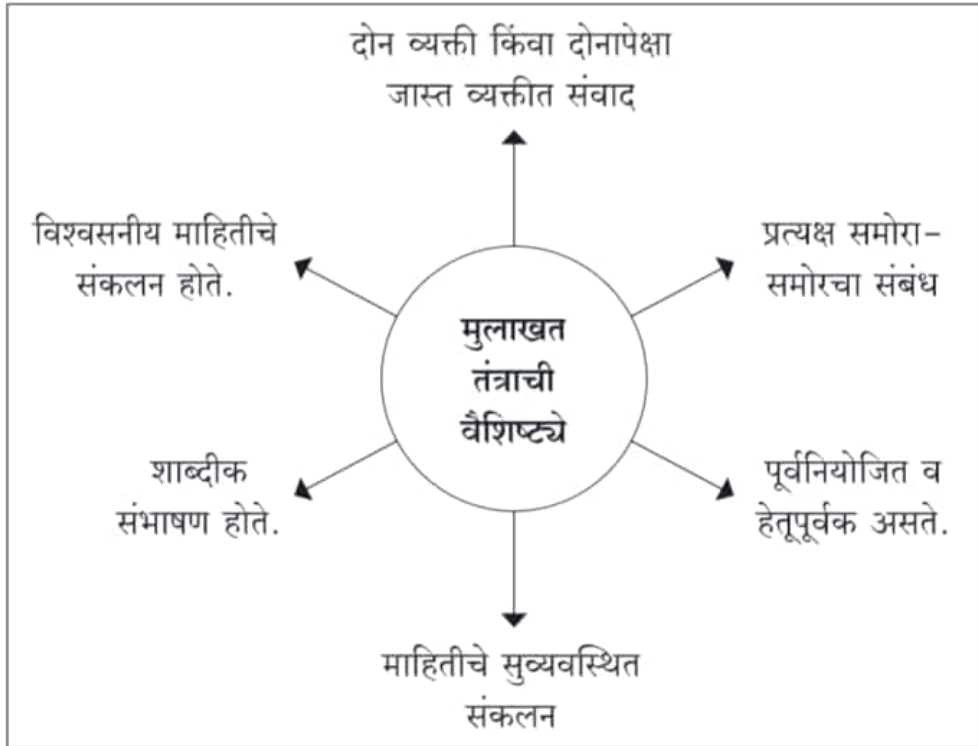 दोन व्यक्ती किंवा दोनापेक्षा
जास्त व्यक्तीत संवाद
विश्वसनीय माहितीचे
संकलन होते.
प्रत्यक्ष समोरा-
समोरचा संबंध
मुलाखत
तंत्राची
वैशिष्ट्ये
शाब्दीक
संभाषण होते.
पूर्वनियोजित व
हेतूपूर्वक असते.
माहितीचे सुव्यवस्थित
संकलन